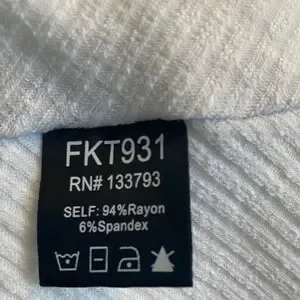 FKT931
RN# 133793
SELF: 94%Rayon
6%Spandex